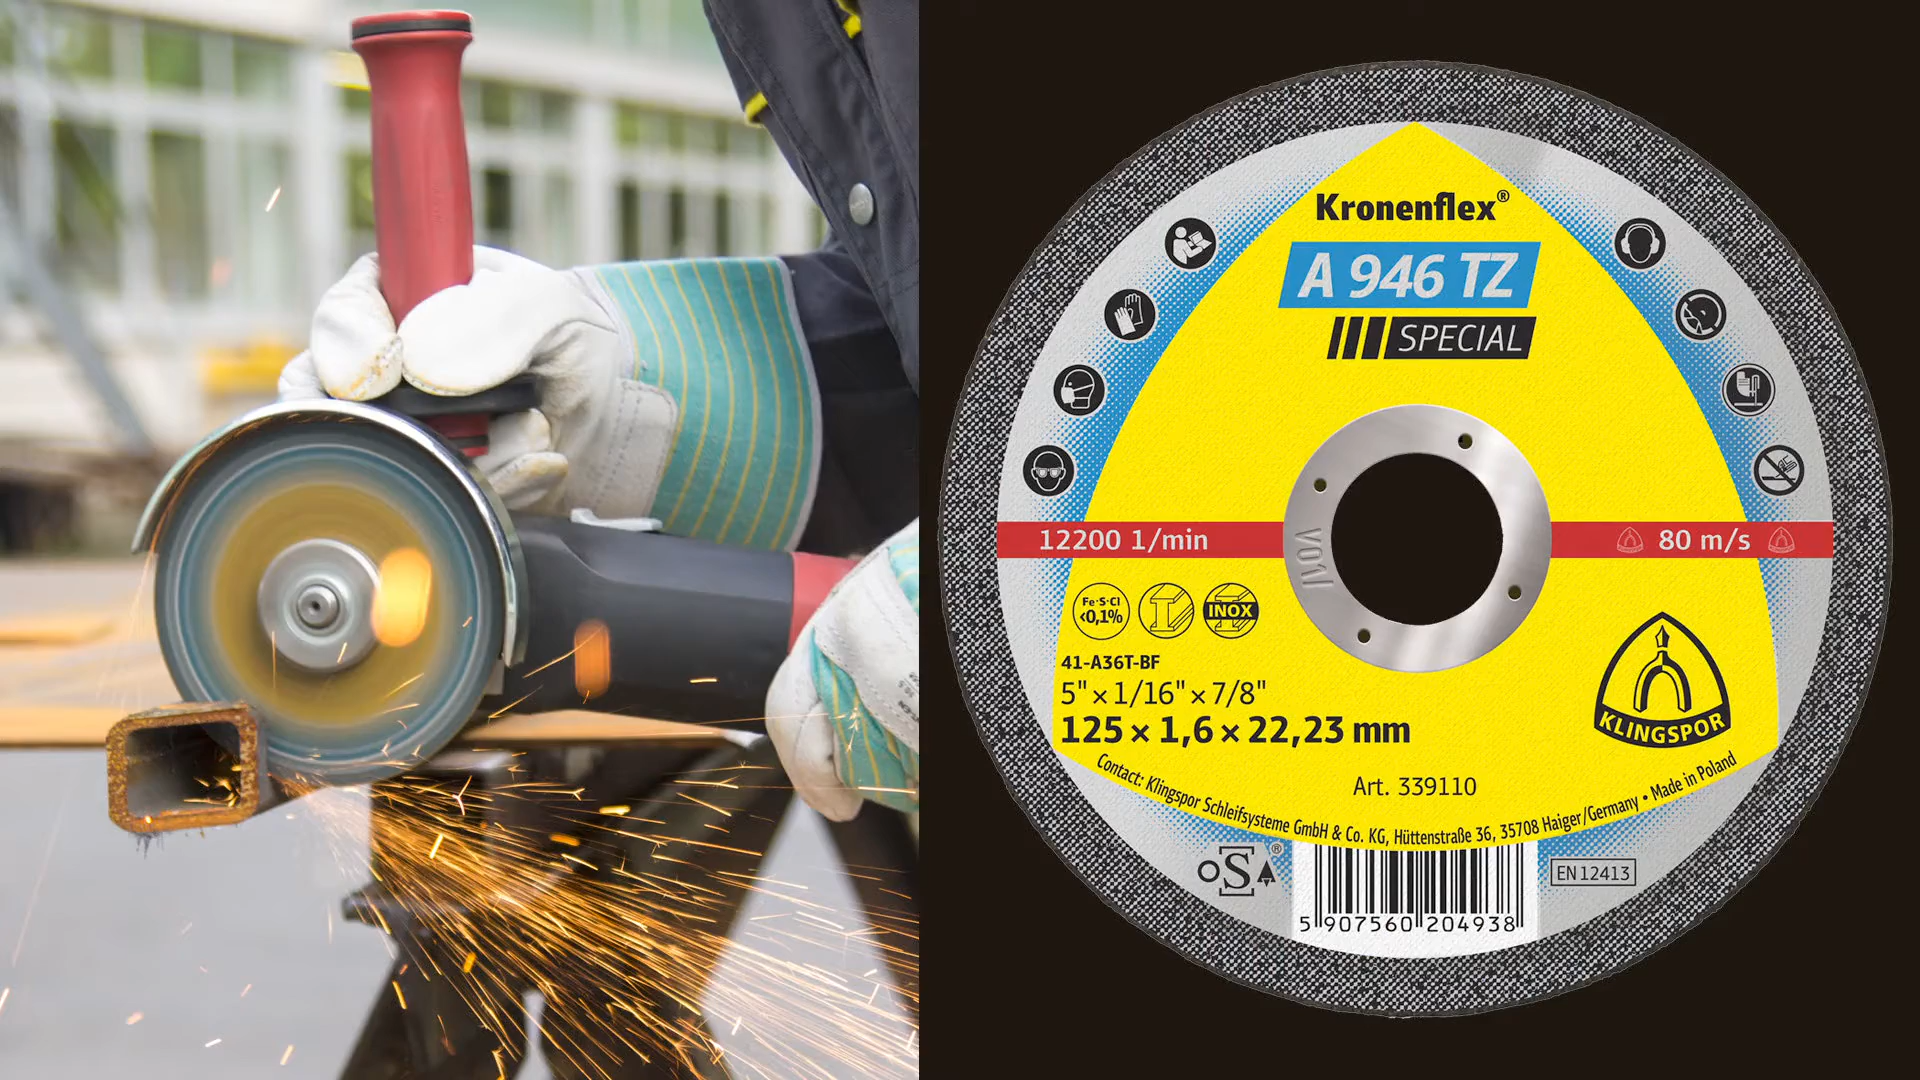 Kronenflex®
A 946 TZ
SPECIAL
12200 1/min
80 m/s
V01/
Fe·S·Cl
<0,1%
INOX
41-A36T-BF
5" × 1/16" × 7/8"
125 × 1,6 × 22,23 mm
KLINGSPOR
Art. 339110
Contact: Klingspor Schleifsysteme GmbH & Co. KG, Hüttenstraße 36, 35708 Haiger/Germany • Made in Poland
oSa®
EN 12413
5 907560 204938